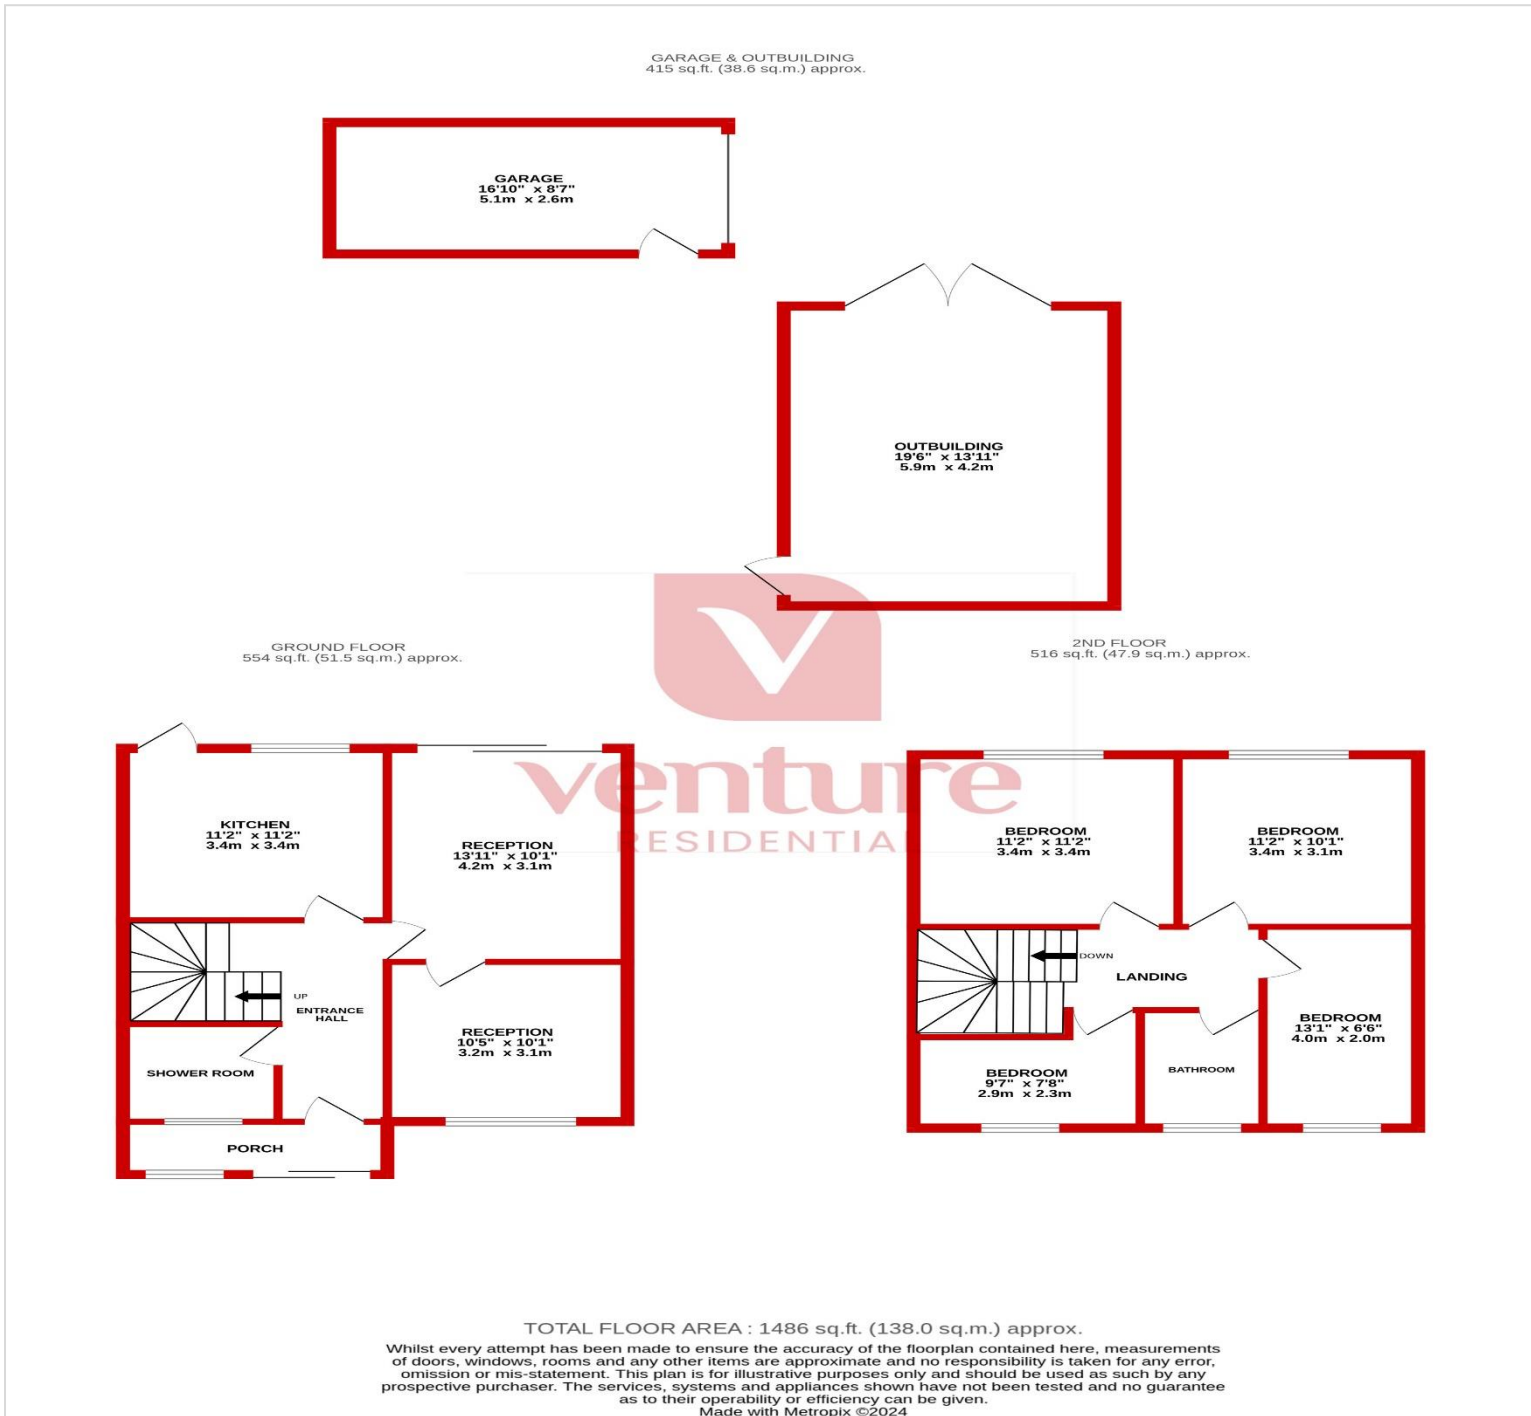 GARAGE & OUTBUILDING
415 sq.ft. (38.6 sq.m.) approx.
GARAGE
16'10" x 8'7"
5.1m x 2.6m
OUTBUILDING
19'6" x 13'11"
5.9m x 4.2m
GROUND FLOOR
554 sq.ft. (51.5 sq.m.) approx.
2ND FLOOR
516 sq.ft. (47.9 sq.m.) approx.
venture
RESIDENTIAL
KITCHEN
11'2" x 11'2"
3.4m x 3.4m
RECEPTION
13'11" x 10'1"
4.2m x 3.1m
UP
ENTRANCE
HALL
RECEPTION
10'5" x 10'1"
3.2m x 3.1m
SHOWER ROOM
PORCH
BEDROOM
11'2" x 11'2"
3.4m x 3.4m
BEDROOM
11'2" x 10'1"
3.4m x 3.1m
DOWN
LANDING
BEDROOM
13'1" x 6'6"
4.0m x 2.0m
BEDROOM
9'7" x 7'8"
2.9m x 2.3m
BATHROOM
TOTAL FLOOR AREA : 1486 sq.ft. (138.0 sq.m.) approx.
Whilst every attempt has been made to ensure the accuracy of the floorplan contained here, measurements
of doors, windows, rooms and any other items are approximate and no responsibility is taken for any error,
omission or mis-statement. This plan is for illustrative purposes only and should be used as such by any
prospective purchaser. The services, systems and appliances shown have not been tested and no guarantee
as to their operability or efficiency can be given.
Made with Metropix ©2024